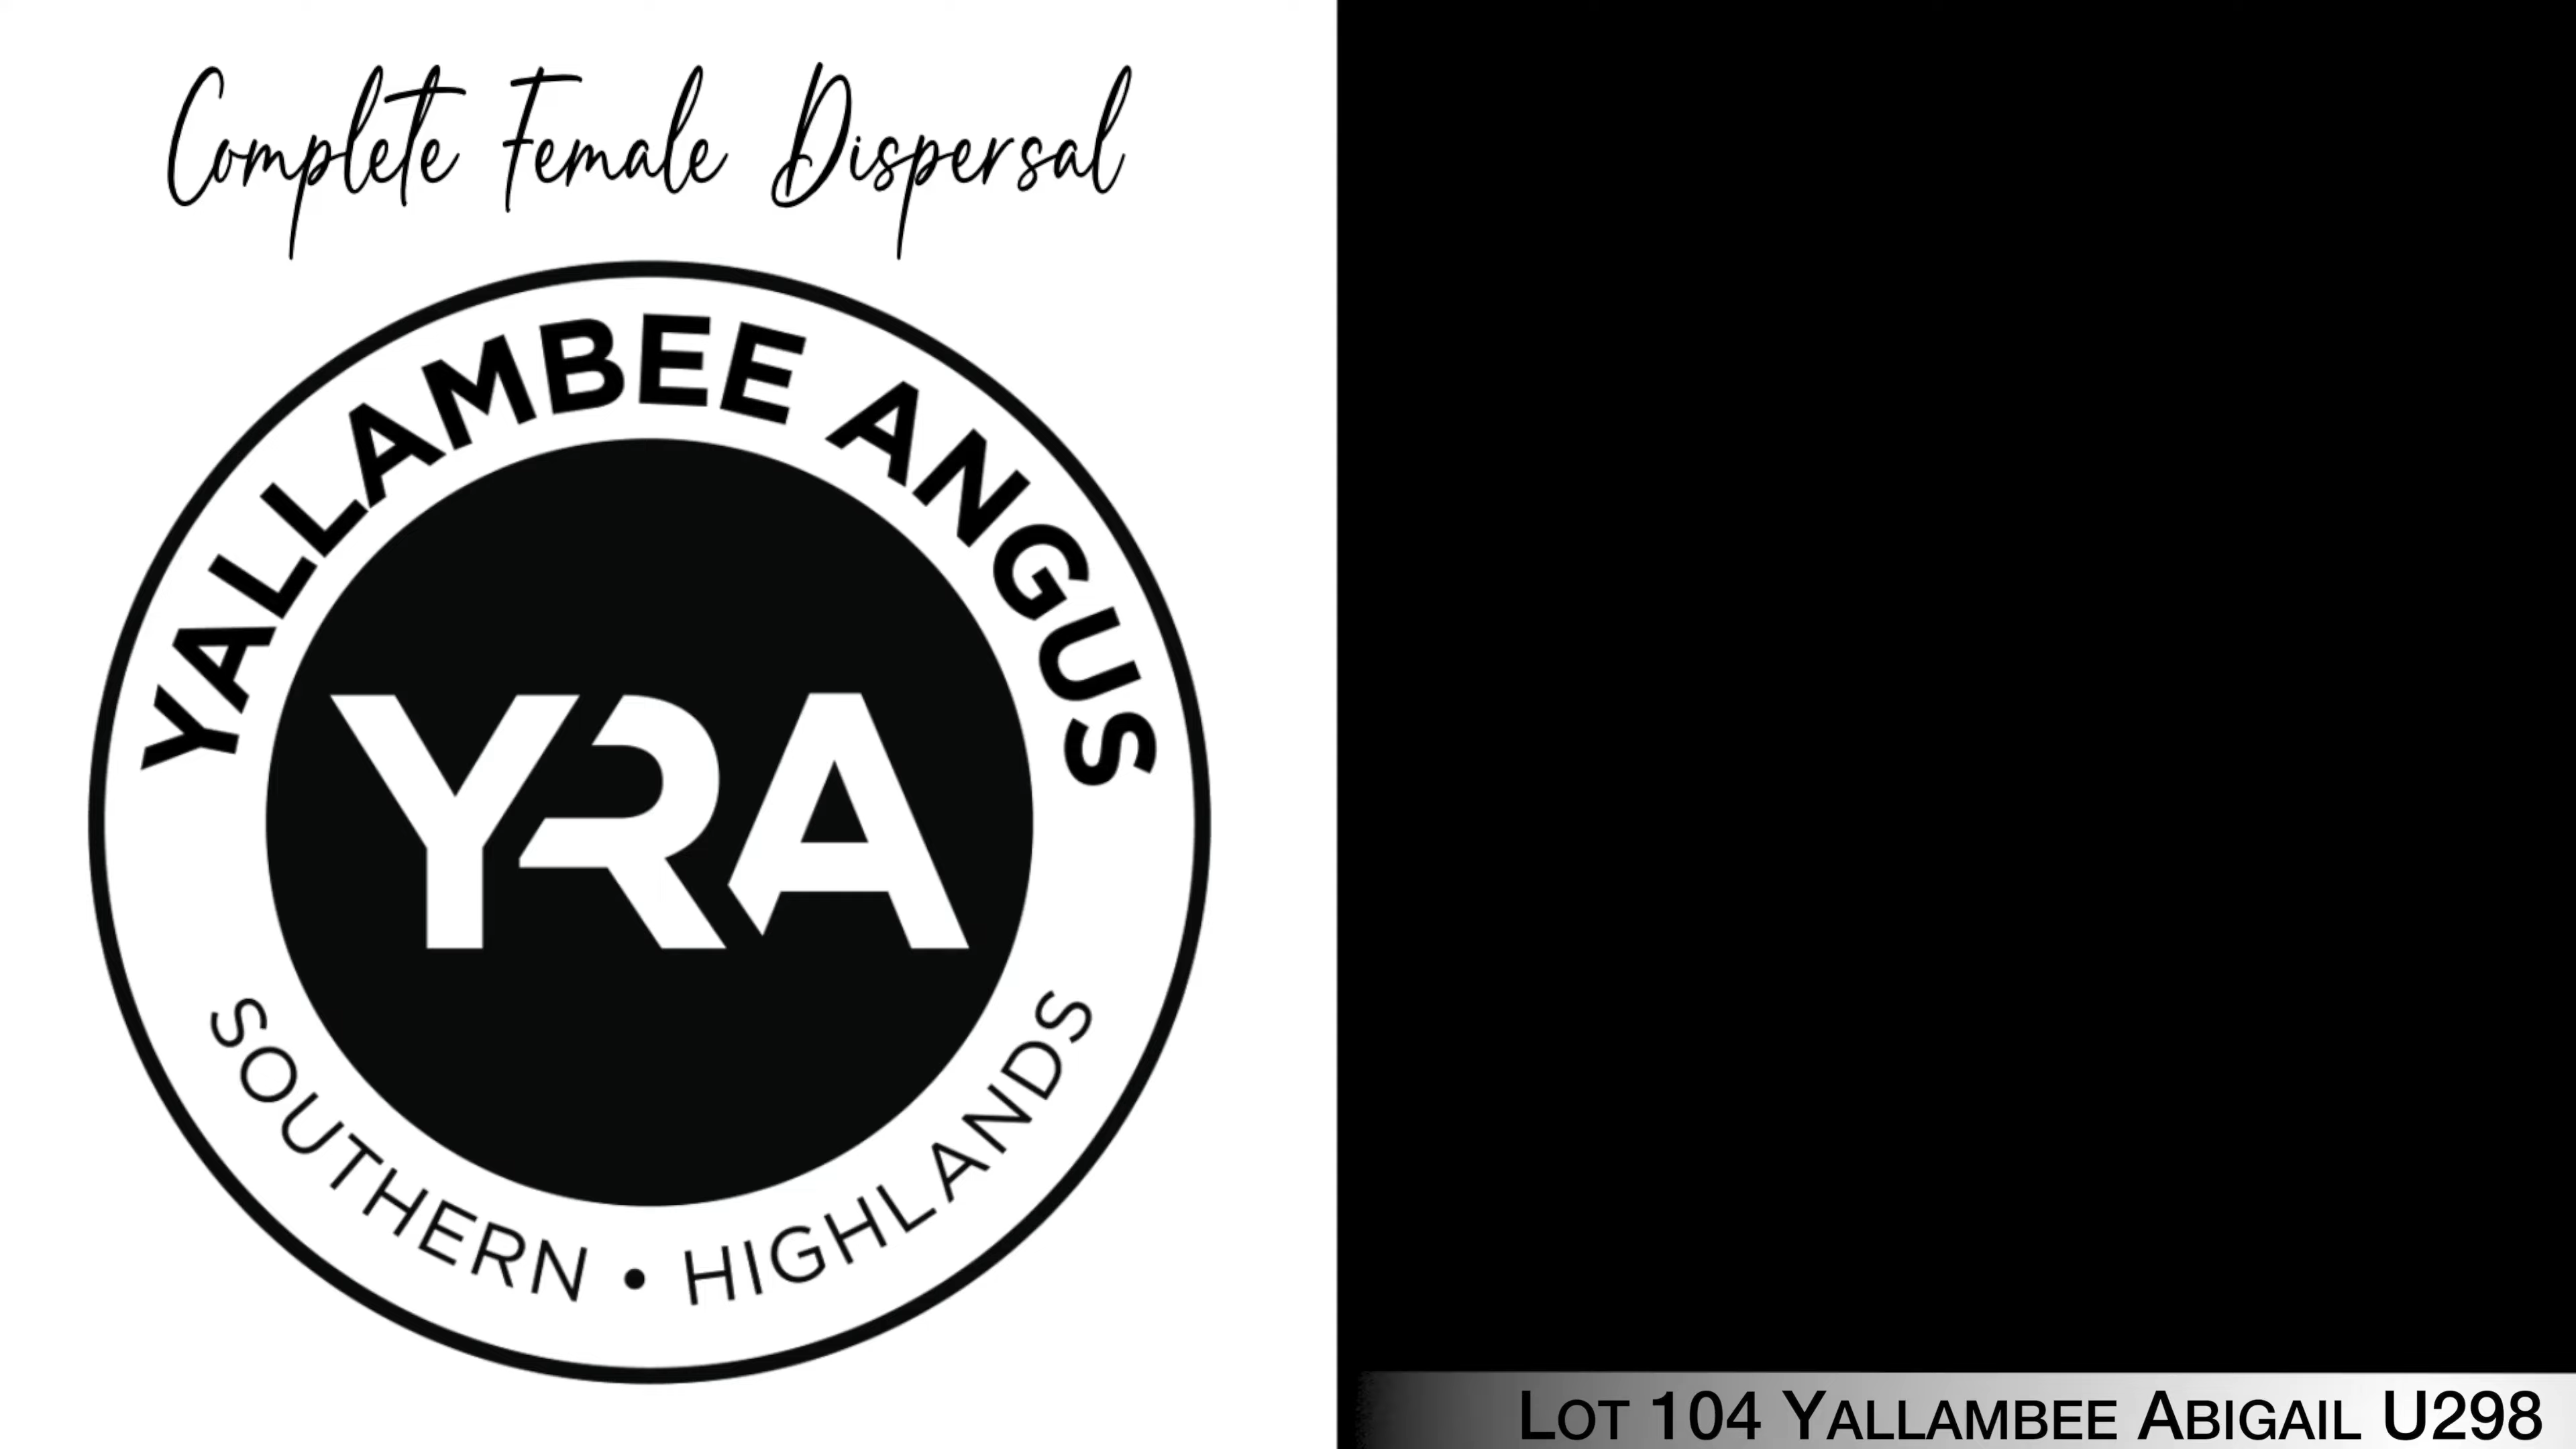 Complete Female Dispersal
YALLAMBEE ANGUS
YRA
SOUTHERN • HIGHLANDS
LOT 104 YALLAMBEE ABIGAIL U298